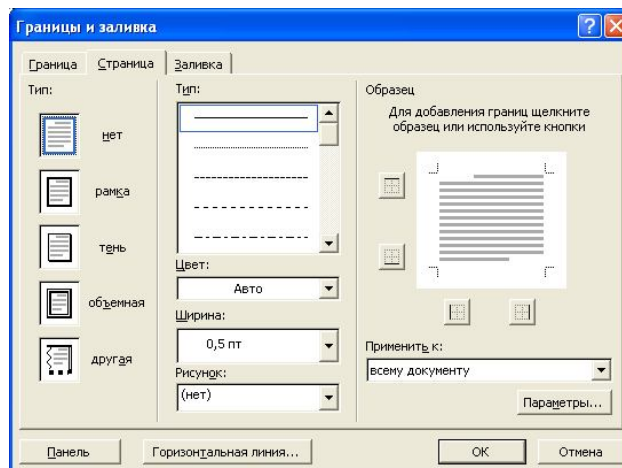 Границы и заливка
Граница
Страница
Заливка
Тип:
нет
рамка
тень
объемная
другая
Тип:
Цвет:
Авто
Ширина:
0,5 пт
Рисунок:
(нет)
Образец
Для добавления границ щелкните
образец или используйте кнопки
Применить к:
всему документу
Параметры...
Панель
Горизонтальная линия...
ОК
Отмена